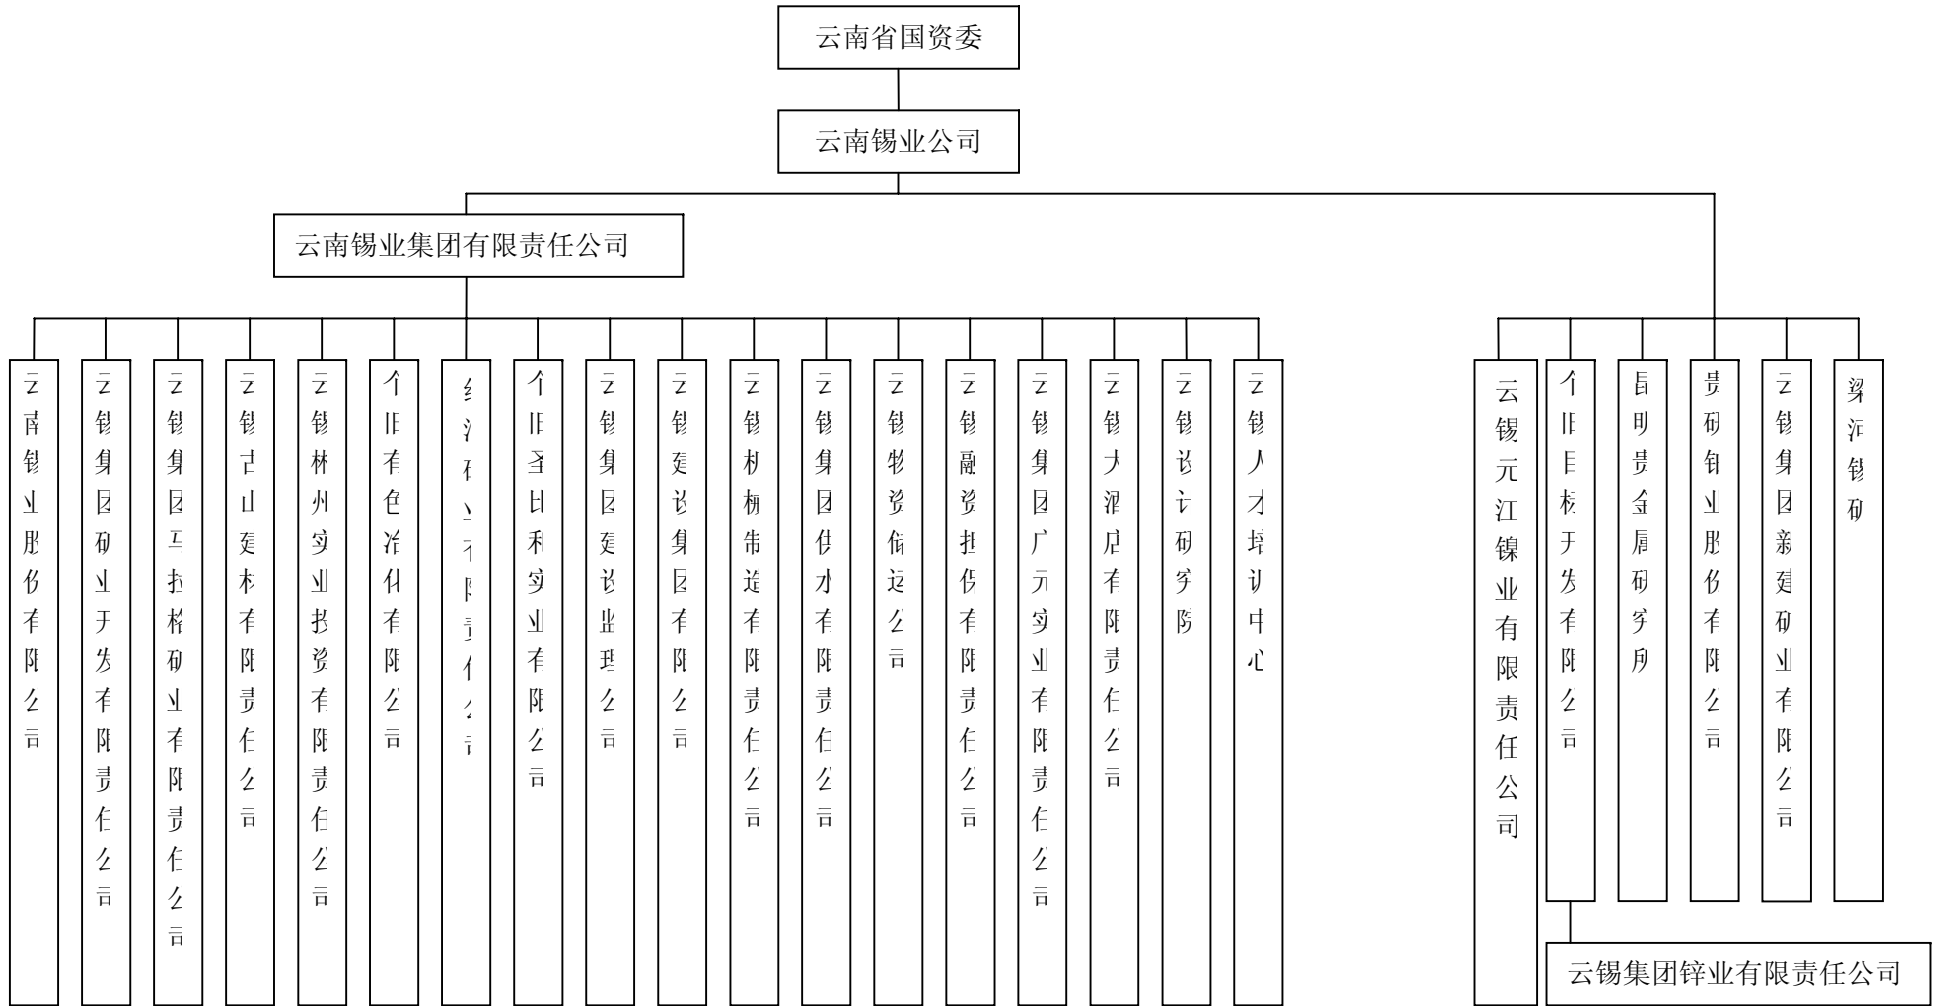 云南省国资委
云南锡业公司
云南锡业集团有限责任公司
云南锡业股份有限公司
云锡集团矿业开发有限责任公司
云锡集团马拉格矿业有限责任公司
云锡古山建材有限责任公司
云锡郴州实业投资有限责任公司
个旧有色冶化有限公司
红河矿业有限责任公司
个旧圣比和实业有限公司
云锡集团建设监理公司
云锡建设集团有限公司
云锡机械制造有限责任公司
云锡集团供水有限责任公司
云锡物资储运公司
云锡融资担保有限责任公司
云锡集团广元实业有限责任公司
云锡大酒店有限责任公司
云锡设计研究院
云锡人才培训中心
云锡元江镍业有限责任公司
个旧目标开发有限公司
昆明贵金属研究所
贵研铂业股份有限公司
云锡集团新建矿业有限公司
梁河锡矿
云锡集团锌业有限责任公司